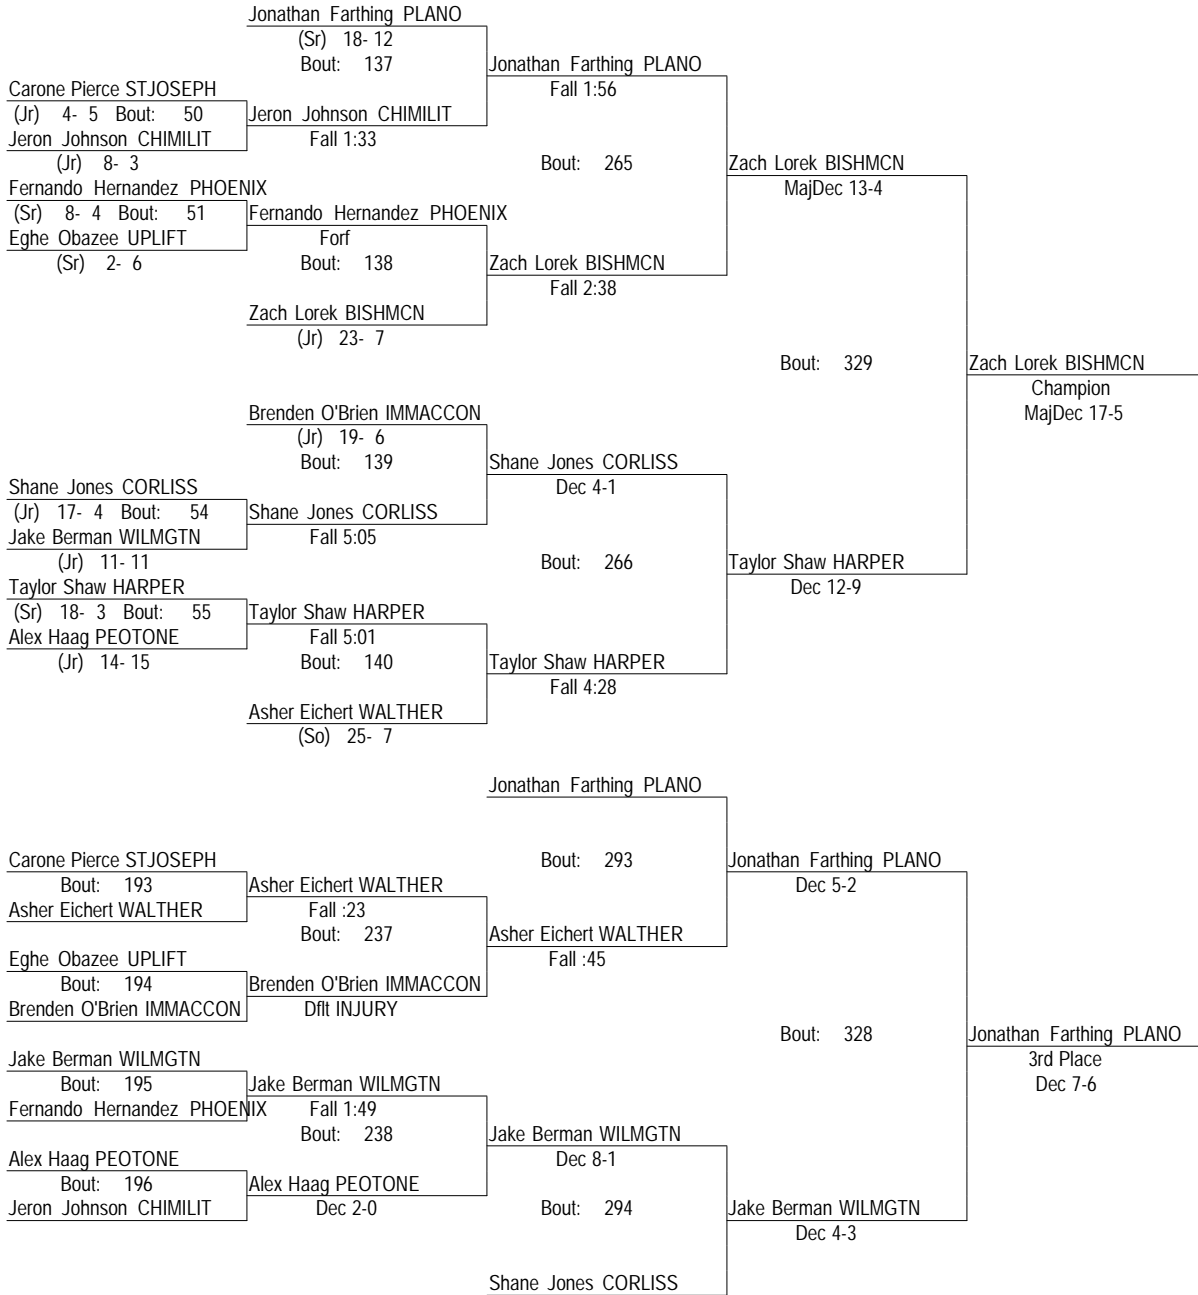 Jonathan Farthing PLANO
(Sr) 18- 12
Bout: 137
Jonathan Farthing PLANO
Fall 1:56
Carone Pierce STJOSEPH
(Jr) 4- 5 Bout: 50
Jeron Johnson CHIMILIT
Jeron Johnson CHIMILIT
Fall 1:33
(Jr) 8- 3
Bout: 265
Zach Lorek BISHMCN
MajDec 13-4
Fernando Hernandez PHOENIX
(Sr) 8- 4 Bout: 51
Fernando Hernandez PHOENIX
Eghe Obazee UPLIFT
Forf
(Sr) 2- 6
Bout: 138
Zach Lorek BISHMCN
Fall 2:38
Zach Lorek BISHMCN
(Jr) 23- 7
Bout: 329
Zach Lorek BISHMCN
Champion
MajDec 17-5
Brenden O'Brien IMMACCON
(Jr) 19- 6
Bout: 139
Shane Jones CORLISS
Dec 4-1
Shane Jones CORLISS
(Jr) 17- 4 Bout: 54
Shane Jones CORLISS
Jake Berman WILMGTN
Fall 5:05
(Jr) 11- 11
Bout: 266
Taylor Shaw HARPER
Dec 12-9
Taylor Shaw HARPER
(Sr) 18- 3 Bout: 55
Taylor Shaw HARPER
Alex Haag PEOTONE
Fall 5:01
(Jr) 14- 15
Bout: 140
Taylor Shaw HARPER
Fall 4:28
Asher Eichert WALTHER
(So) 25- 7
Jonathan Farthing PLANO
Bout: 293
Jonathan Farthing PLANO
Dec 5-2
Carone Pierce STJOSEPH
Bout: 193
Asher Eichert WALTHER
Asher Eichert WALTHER
Fall :23
Bout: 237
Asher Eichert WALTHER
Fall :45
Eghe Obazee UPLIFT
Bout: 194
Brenden O'Brien IMMACCON
Brenden O'Brien IMMACCON
Dflt INJURY
Bout: 328
Jonathan Farthing PLANO
3rd Place
Dec 7-6
Jake Berman WILMGTN
Bout: 195
Jake Berman WILMGTN
Fernando Hernandez PHOENIX
Fall 1:49
Bout: 238
Jake Berman WILMGTN
Dec 8-1
Alex Haag PEOTONE
Bout: 196
Alex Haag PEOTONE
Jeron Johnson CHIMILIT
Dec 2-0
Bout: 294
Jake Berman WILMGTN
Dec 4-3
Shane Jones CORLISS